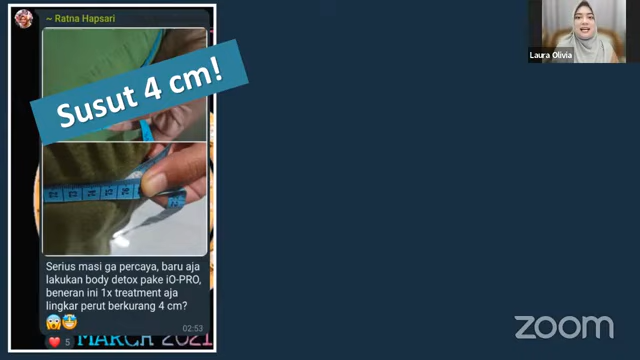 ~ Ratna Hapsari
Susut 4 cm!
Serius masi ga percaya, baru aja
lakukan body detox pake iO-PRO,
beneran ini 1x treatment aja
lingkar perut berkurang 4 cm?
02:53
5
MARCH 2021
Laura Olivia
zoom